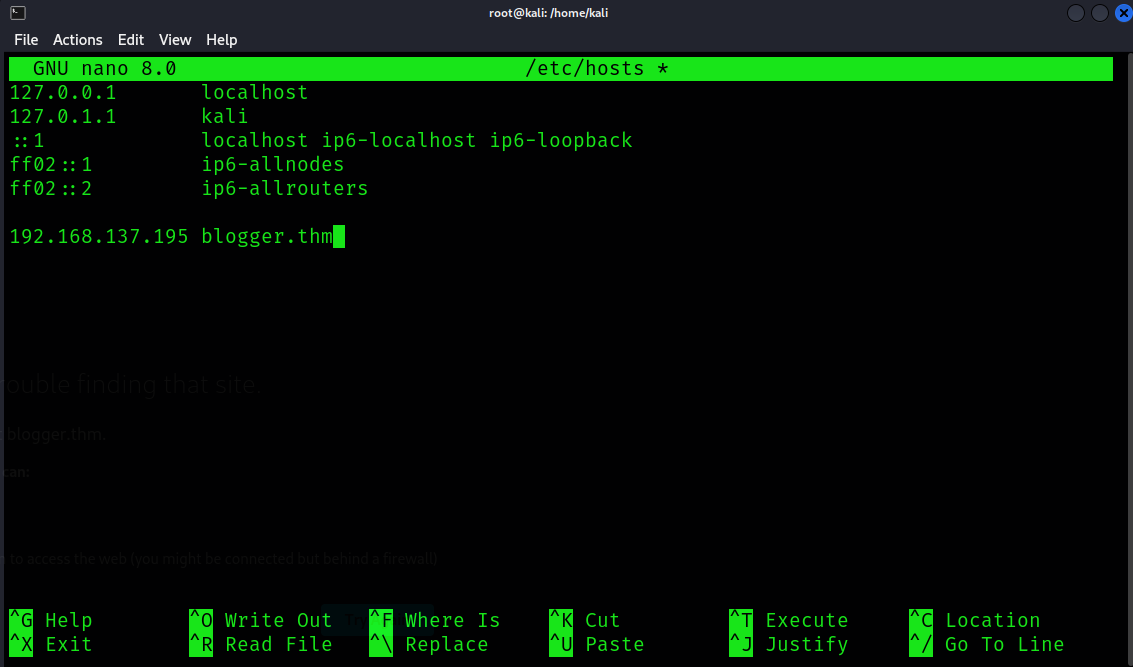 root@kali: /home/kali
File Actions Edit View Help
GNU nano 8.0 /etc/hosts *
127.0.0.1 localhost
127.0.1.1 kali
::1 localhost ip6-localhost ip6-loopback
ff02::1 ip6-allnodes
ff02::2 ip6-allrouters
192.168.137.195 blogger.thm
ouble finding that site.
blogger.thm.
can:
to access the web (you might be connected but behind a firewall)
^G Help ^O Write Out ^F Where Is ^K Cut ^T Execute ^C Location
^X Exit ^R Read File ^\ Replace ^U Paste ^J Justify ^/ Go To Line